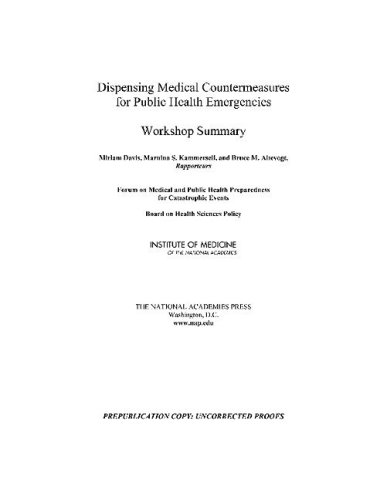 Dispensing Medical Countermeasures
for Public Health Emergencies
Workshop Summary
Miriam Davis, Marnina S. Kammersell, and Bruce M. Altevogt,
Rapporteurs
Forum on Medical and Public Health Preparedness
for Catastrophic Events
Board on Health Sciences Policy
INSTITUTE OF MEDICINE
OF THE NATIONAL ACADEMIES
THE NATIONAL ACADEMIES PRESS
Washington, D.C.
www.nap.edu
PREPUBLICATION COPY: UNCORRECTED PROOFS